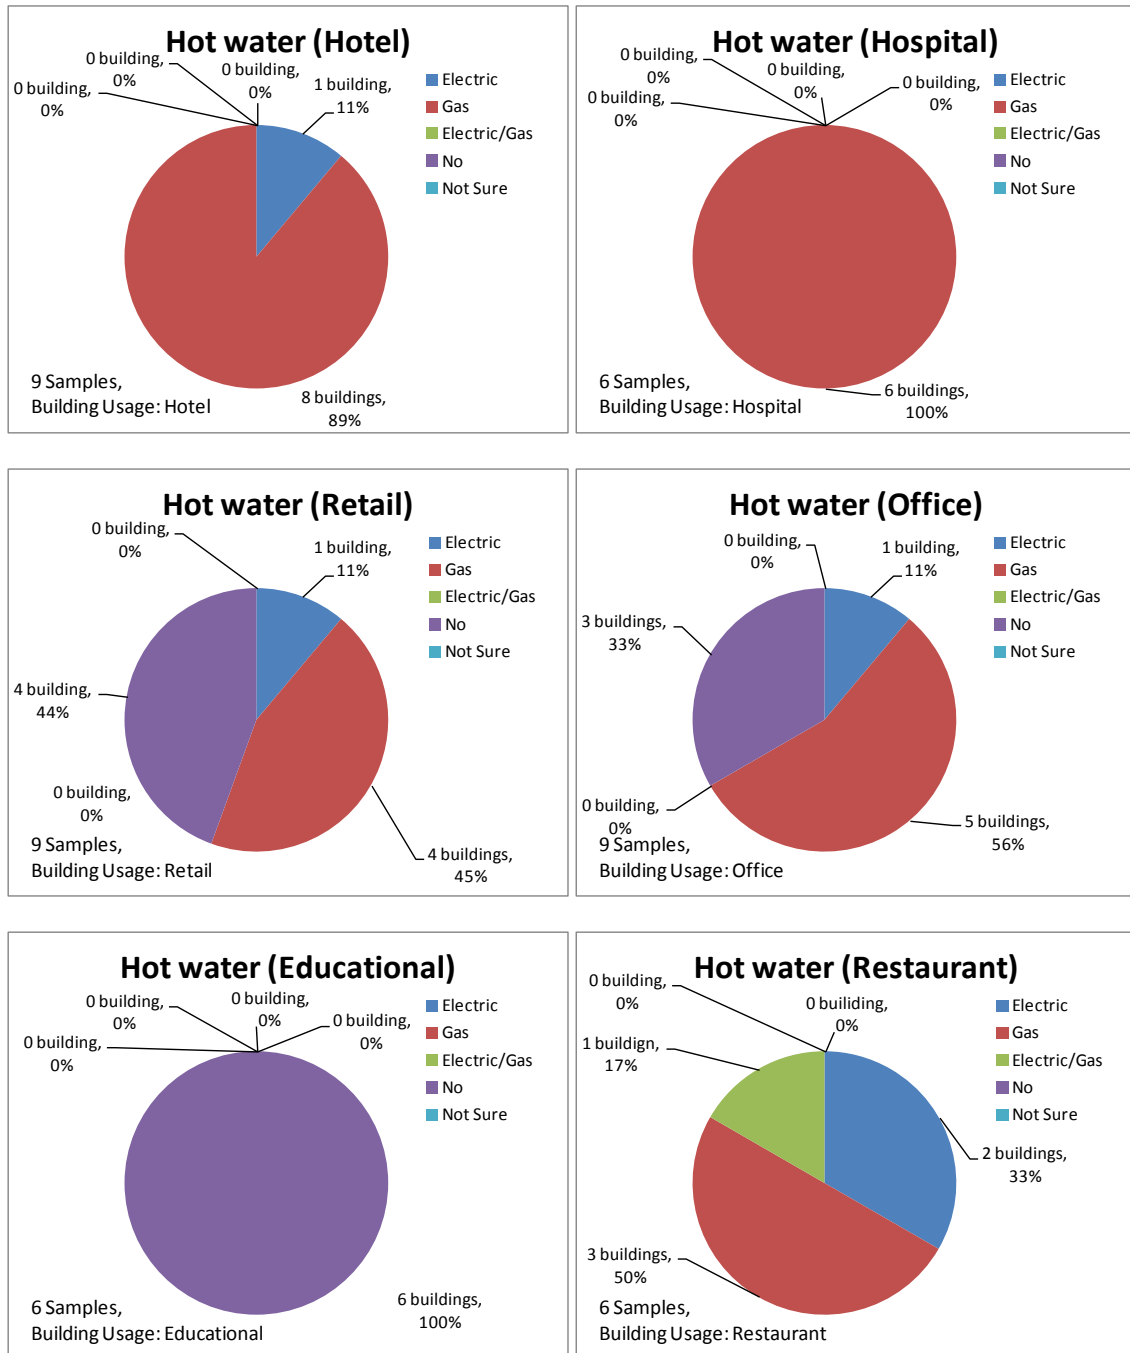 Hot water (Hotel)
0 building,
0%
0 building,
0%
0 building,
0%
1 building,
11%
Electric
Gas
Electric/Gas
No
Not Sure
8 buildings,
89%
9 Samples,
Building Usage: Hotel
Hot water (Hospital)
0 building,
0%
0 building,
0%
0 building,
0%
0 building,
0%
Electric
Gas
Electric/Gas
No
Not Sure
6 buildings,
100%
6 Samples,
Building Usage: Hospital
Hot water (Retail)
0 building,
0%
1 building,
11%
Electric
Gas
Electric/Gas
No
Not Sure
4 building,
44%
0 building,
0%
4 buildings,
45%
9 Samples,
Building Usage: Retail
Hot water (Office)
0 building,
0%
1 building,
11%
Electric
Gas
Electric/Gas
No
Not Sure
3 buildings,
33%
0 building,
0%
5 buildings,
56%
9 Samples,
Building Usage: Office
Hot water (Educational)
0 building,
0%
0 building,
0%
0 building,
0%
0 building,
0%
Electric
Gas
Electric/Gas
No
Not Sure
6 buildings,
100%
6 Samples,
Building Usage: Educational
Hot water (Restaurant)
0 building,
0%
0 builiding,
0%
1 buildign,
17%
Electric
Gas
Electric/Gas
No
Not Sure
2 buildings,
33%
3 buildings,
50%
6 Samples,
Building Usage: Restaurant